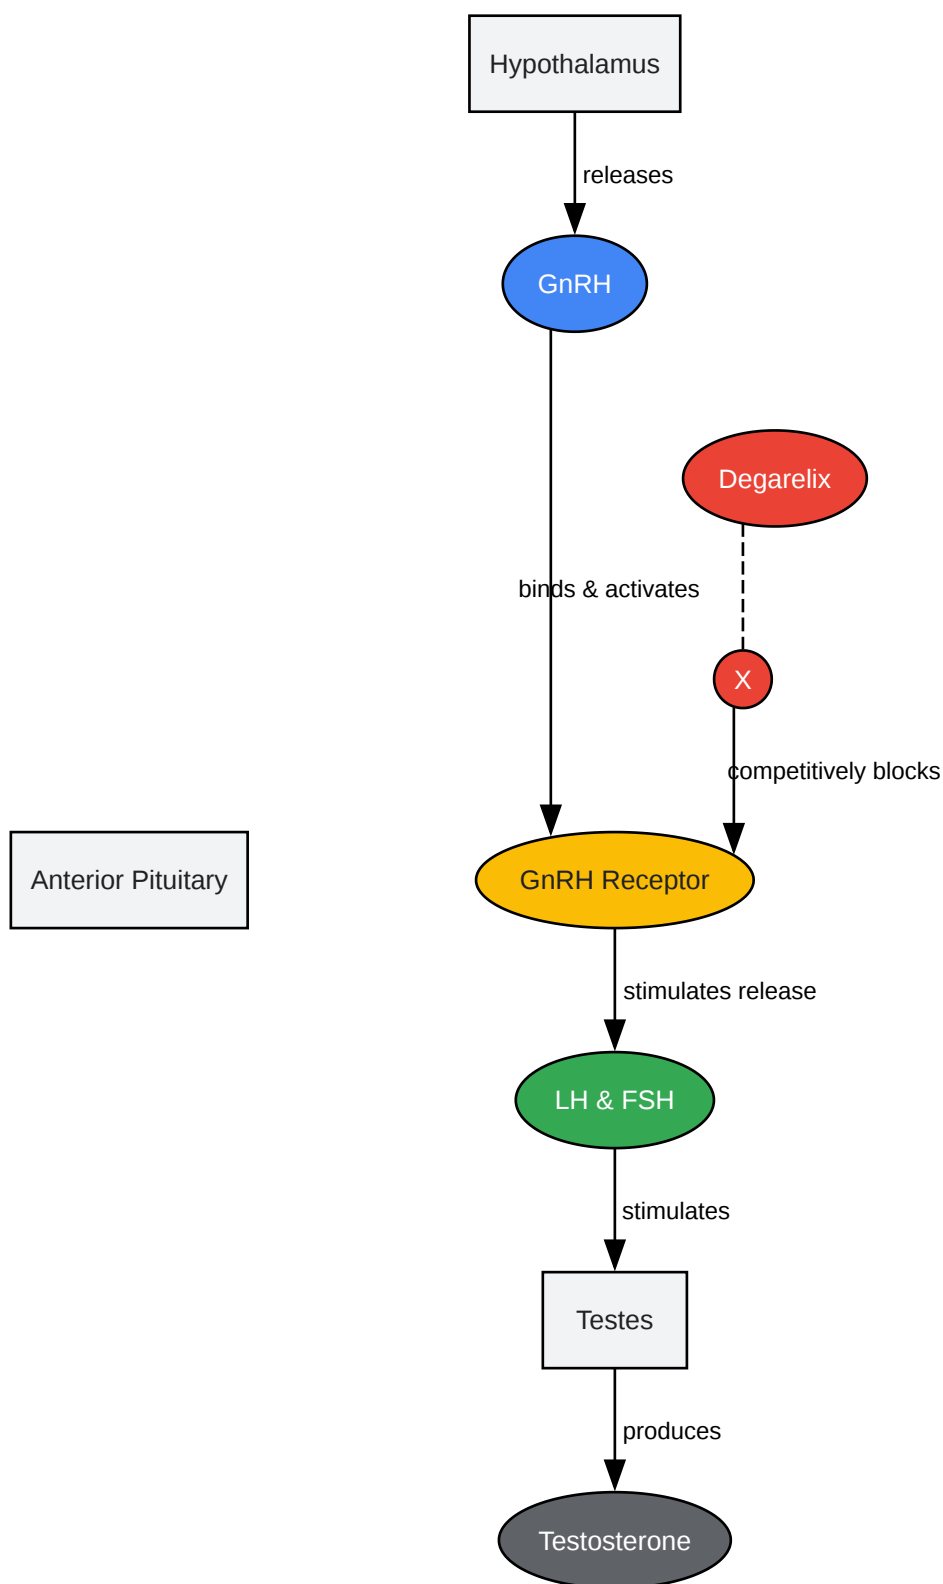 Hypothalamus
releases
GnRH
Degarelix
binds & activates
X
competitively blocks
Anterior Pituitary
GnRH Receptor
stimulates release
LH & FSH
stimulates
Testes
produces
Testosterone